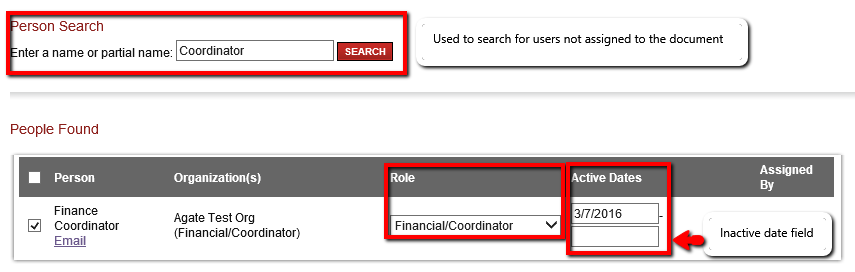 Person Search
Enter a name or partial name: Coordinator SEARCH
Used to search for users not assigned to the document
People Found
Person Organization(s) Role Active Dates Assigned By
Finance Coordinator
Email
Agate Test Org
(Financial/Coordinator)
Financial/Coordinator
3/7/2016 -
Inactive date field